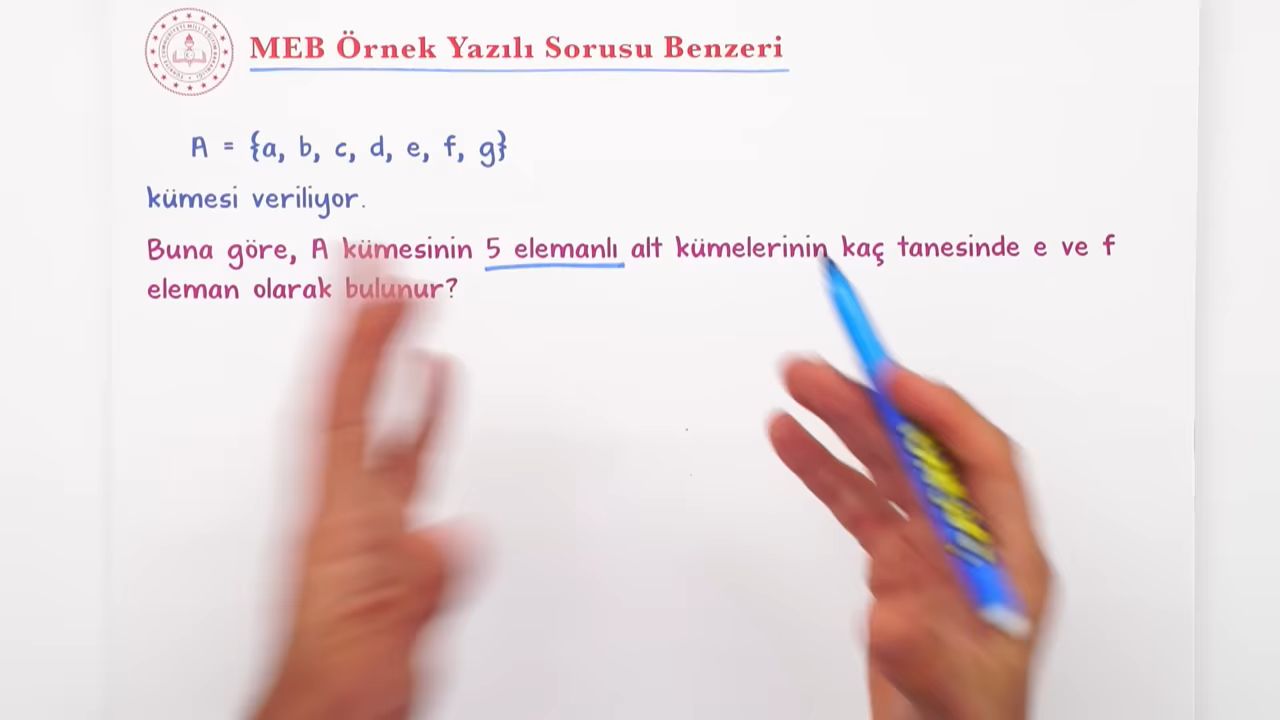 MEB Örnek Yazılı Sorusu Benzeri
A = {a, b, c, d, e, f, g}
kümesi veriliyor.
Buna göre, A kümesinin 5 elemanlı alt kümelerinin kaç tanesinde e ve f
eleman olarak bulunur?